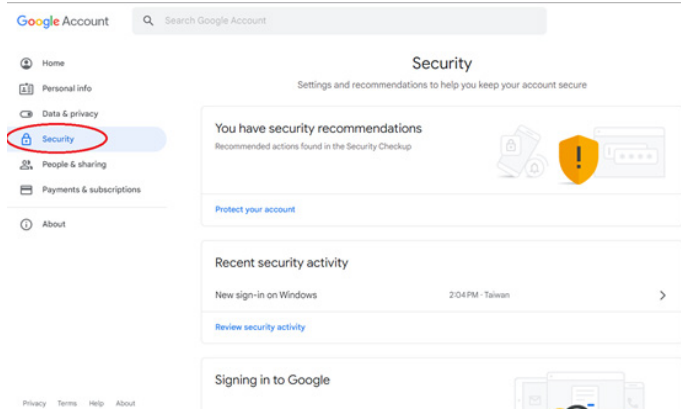 Google Account
Search Google Account
Home
Personal info
Data & privacy
Security
People & sharing
Payments & subscriptions
About
Privacy Terms Help About
Security
Settings and recommendations to help you keep your account secure
You have security recommendations
Recommended actions found in the Security Checkup
Protect your account
Recent security activity
New sign-in on Windows 2:04 PM · Taiwan
Review security activity
Signing in to Google